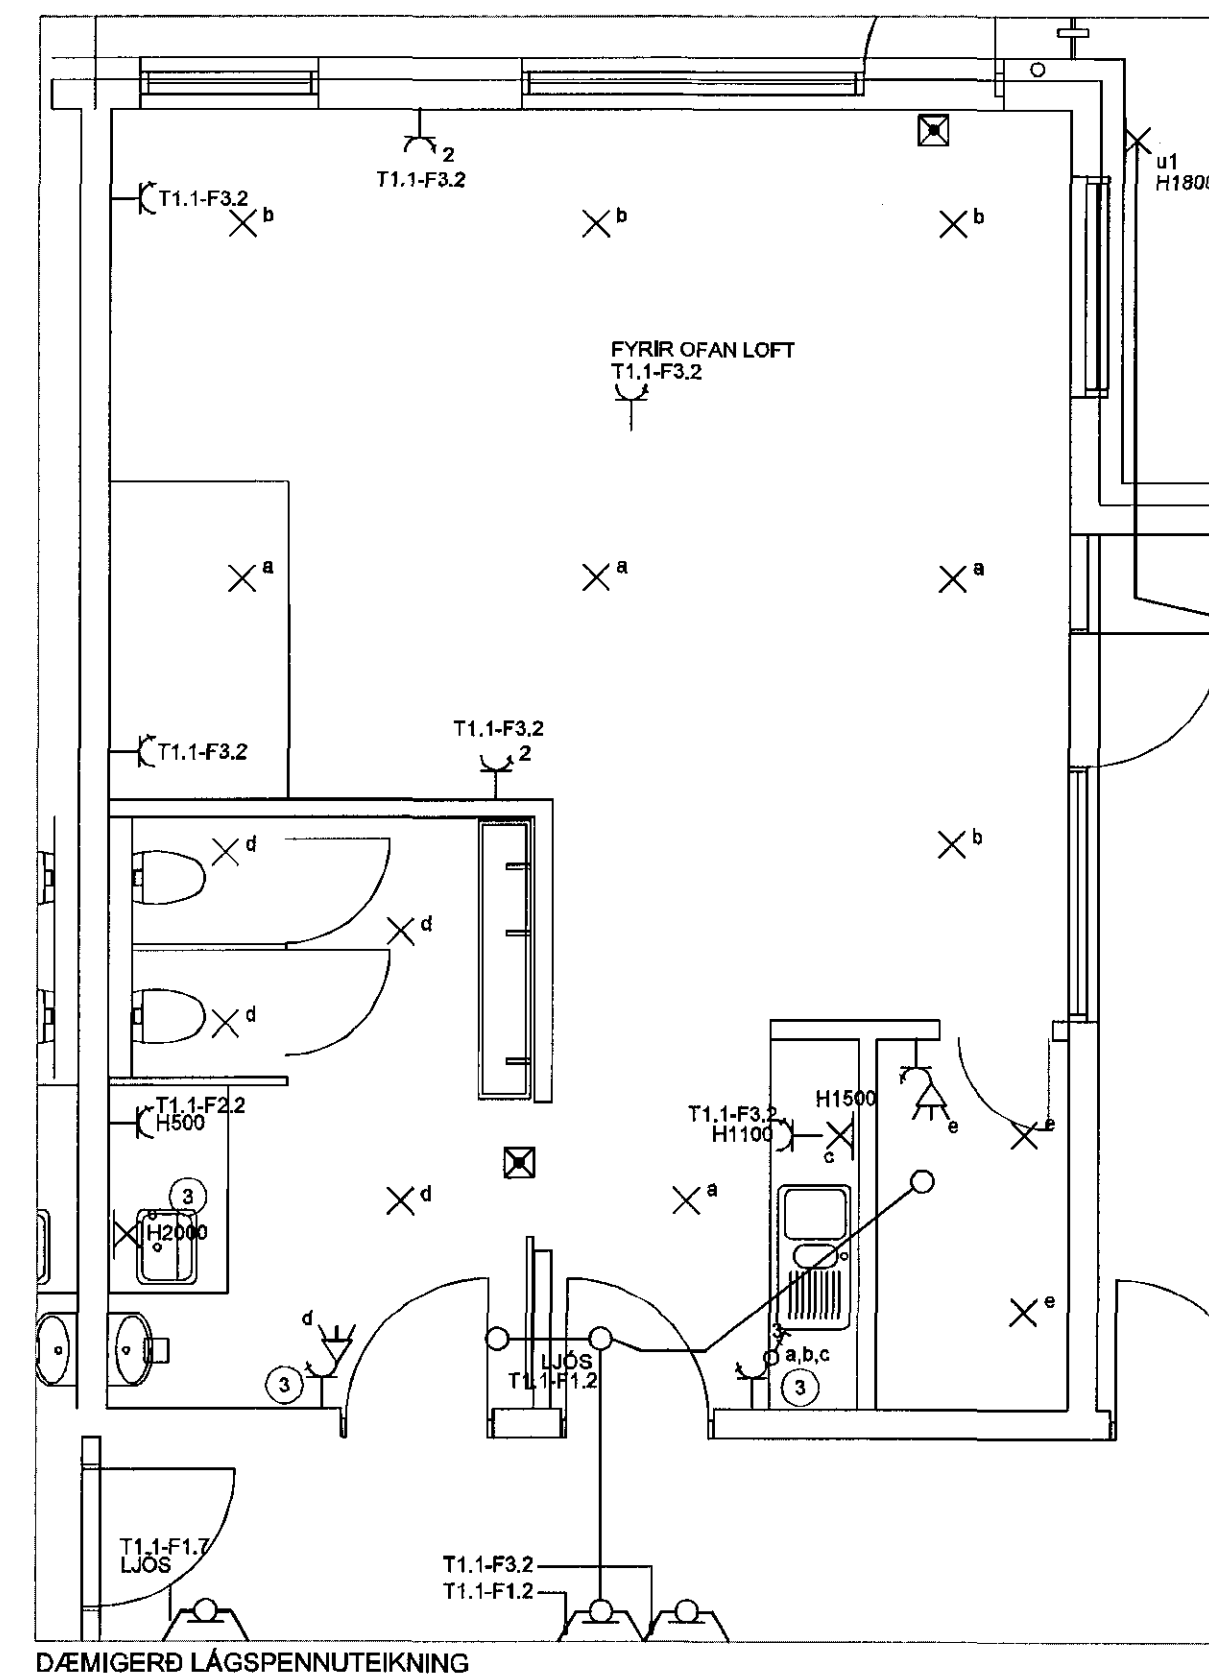 2
T1.1-F3.2
T1.1-F3.2
u1
H1800
b
b
b
FYRIR OFAN LOFT
T1.1-F3.2
a
a
a
T1.1-F3.2
2
T1.1-F3.2
d
b
d
d
T1.1-F2.2
H500
H1500
T1.1-F3.2
H1100
c
e
e
3
H2000
d
a
e
d
3
a,b,c
LJÓS
T1.1-F1.2
3
3
T1.1-F1.7
LJÓS
T1.1-F3.2
T1.1-F1.2
DÆMIGERÐ LÁGSPENNUTEIKNING